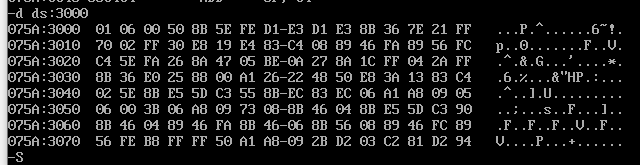 -d ds:3000
075A:3000 01 06 00 50 8B 5E FE D1-E3 D1 E3 8B 36 7E 21 FF ...P.^......6~!.
075A:3010 70 02 FF 30 E8 19 E4 83-C4 08 89 46 FA 89 56 FC p..0.......F..V.
075A:3020 C4 5E FA 26 8A 47 05 BE-0A 27 8A 1C FF 04 2A FF .^.&.G...'....*.
075A:3030 8B 36 E0 25 88 00 A1 26-22 48 50 E8 3A 13 83 C4 .6.%...&"HP.:...
075A:3040 02 5E 8B E5 5D C3 55 8B-EC 83 EC 06 A1 A8 09 05 .^..].U.........
075A:3050 06 00 3B 06 A8 09 73 08-8B 46 04 8B E5 5D C3 90 ..;...s..F...]..
075A:3060 8B 46 04 89 46 FA 8B 46-06 8B 56 08 89 46 FC 89 .F..F..F..V..F..
075A:3070 56 FE B8 FF FF 50 A1 A8-09 2B D2 03 C2 81 D2 94 V....P...+......
-S